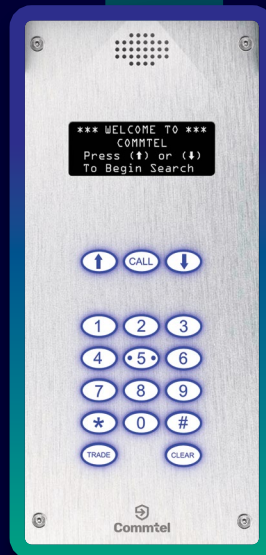 *** WELCOME TO ***
COMMTEL
Press (⬆) or (⬇)
To Begin Search
⬆ CALL ⬇
1 2 3
4 •5• 6
7 8 9
* 0 #
TRADE CLEAR
Commtel